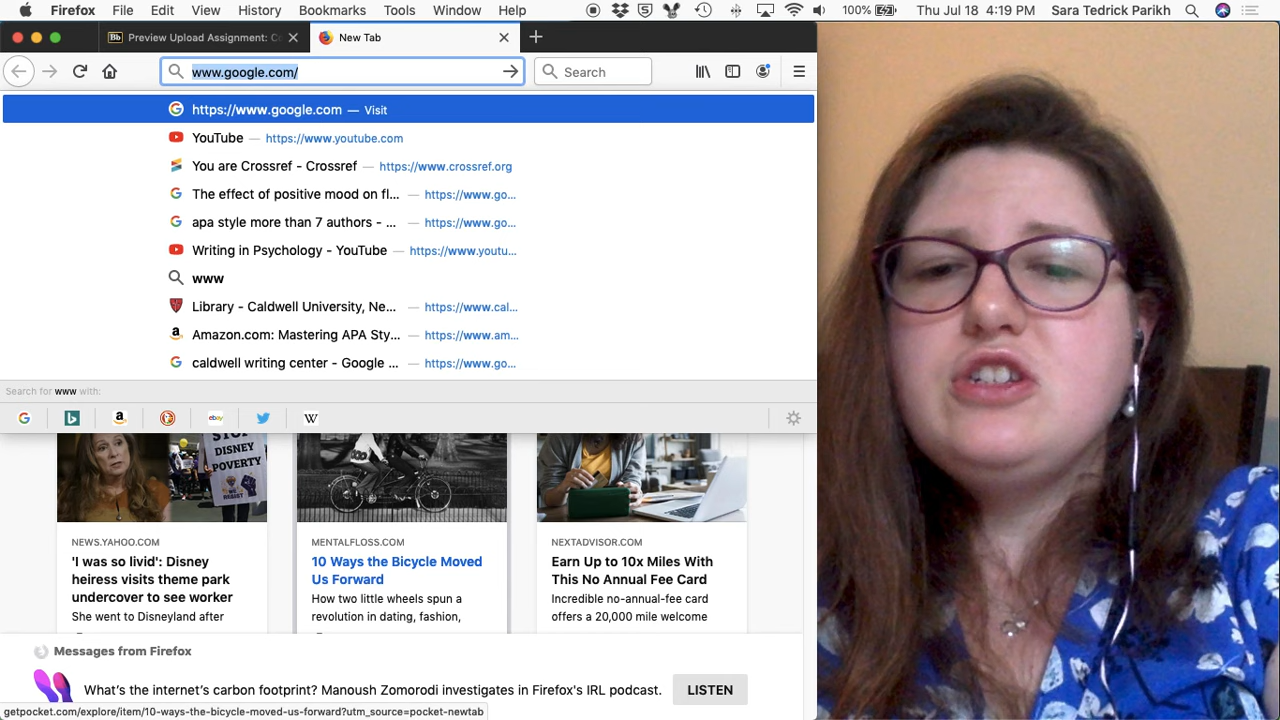 Firefox File Edit View History Bookmarks Tools Window Help 100% Thu Jul 18 4:19 PM Sara Tedrick Parikh
Bb Preview Upload Assignment: Co
New Tab
www.google.com/
Search
https://www.google.com — Visit
YouTube — https://www.youtube.com
You are Crossref - Crossref — https://www.crossref.org
The effect of positive mood on fl... — https://www.go...
apa style more than 7 authors - ... — https://www.go...
Writing in Psychology - YouTube — https://www.youtu...
www
Library - Caldwell University, Ne... — https://www.cal...
Amazon.com: Mastering APA Sty... — https://www.am...
caldwell writing center - Google ... — https://www.go...
Search for www with:
STOP
DISNEY
POVERTY
NEWS.YAHOO.COM
'I was so livid': Disney
heiress visits theme park
undercover to see worker
She went to Disneyland after
MENTALFLOSS.COM
10 Ways the Bicycle Moved
Us Forward
How two little wheels spun a
revolution in dating, fashion,
NEXTADVISOR.COM
Earn Up to 10x Miles With
This No Annual Fee Card
Incredible no-annual-fee card
offers a 20,000 mile welcome
Messages from Firefox
What's the internet's carbon footprint? Manoush Zomorodi investigates in Firefox's IRL podcast.
LISTEN
getpocket.com/explore/item/10-ways-the-bicycle-moved-us-forward?utm_source=pocket-newtab